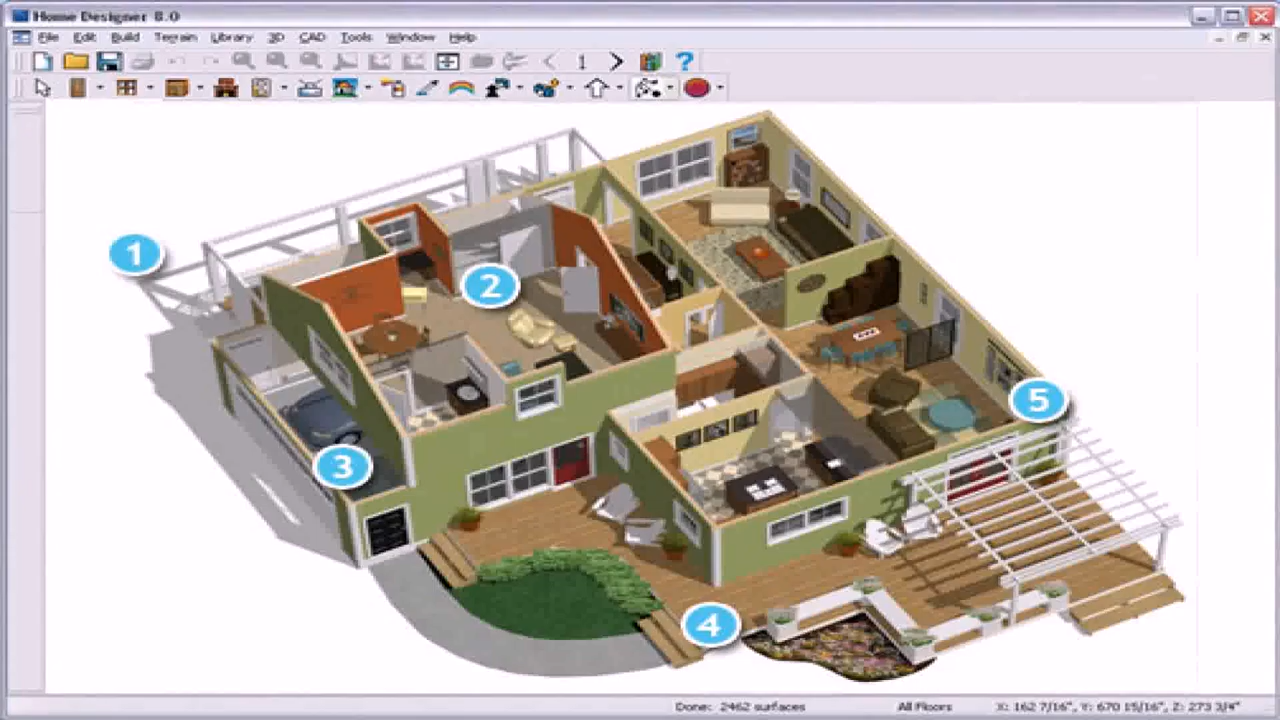 Home Designer 8.0
File Edit Build Terrain Library 3D CAD Tools Window Help
1
?
1
2
3
4
5
Done: 2462 surfaces All Floors X: 162 7/16", Y: 670 15/16", Z: 273 3/4"